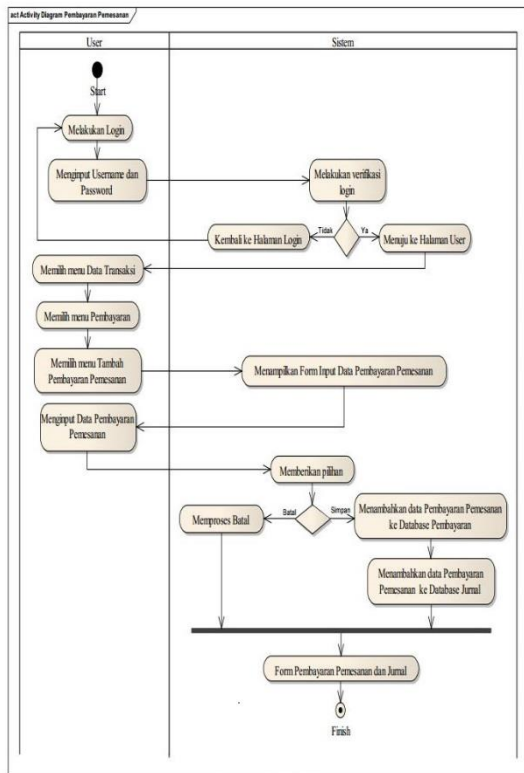 act Activity Diagram Pembayaran Pemesanan
User
Sistem
Start
Melakukan Login
Menginput Username dan
Password
Melakukan verifikasi
login
Tidak
Ya
Kembali ke Halaman Login
Menuju ke Halaman User
Memilih menu Data Transaksi
Memilih menu Pembayaran
Memilih menu Tambah
Pembayaran Pemesanan
Menampilkan Form Input Data Pembayaran Pemesanan
Menginput Data Pembayaran
Pemesanan
Memberikan pilihan
Batal
Simpan
Memproses Batal
Menambahkan data Pembayaran Pemesanan
ke Database Pembayaran
Menambahkan data Pembayaran
Pemesanan ke Database Jurnal
Form Pembayaran Pemesanan dan Jurnal
Finish